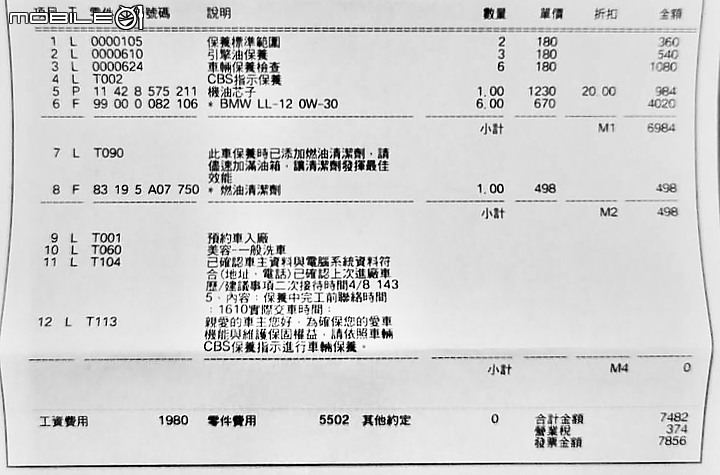 mobile01
項目 T 零件 號碼 說明 數量 單價 折扣 金額
1 L 0000105 保養標準範圍 2 180 360
2 L 0000610 引擎油保養 3 180 540
3 L 0000624 車輛保養檢查 6 180 1080
4 L T002 CBS指示保養
5 P 11 42 8 575 211 機油芯子 1.00 1230 20.00 984
6 F 99 00 0 082 106 * BMW LL-12 0W-30 6.00 670 4020
小計 M1 6984
7 L T090 此車保養時已添加燃油清潔劑，請
儘速加滿油箱，讓清潔劑發揮最佳
效能
8 F 83 19 5 A07 750 * 燃油清潔劑 1.00 498 498
小計 M2 498
9 L T001 預約車入廠
10 L T060 美容-一般洗車
11 L T104 已確認車主資料與電腦系統資料符
合(地址、電話)已確認上次進廠車
歷/建議事項二次接待時間4/8 143
5、內容：保養中完工前聯絡時間
：1610實際交車時間：
12 L T113 親愛的車主您好，為確保您的愛車
機能與維護保固權益，請依照車輛
CBS保養指示進行車輛保養。
小計 M4 0
工資費用 1980 零件費用 5502 其他約定 0 合計金額 7482
營業稅 374
發票金額 7856